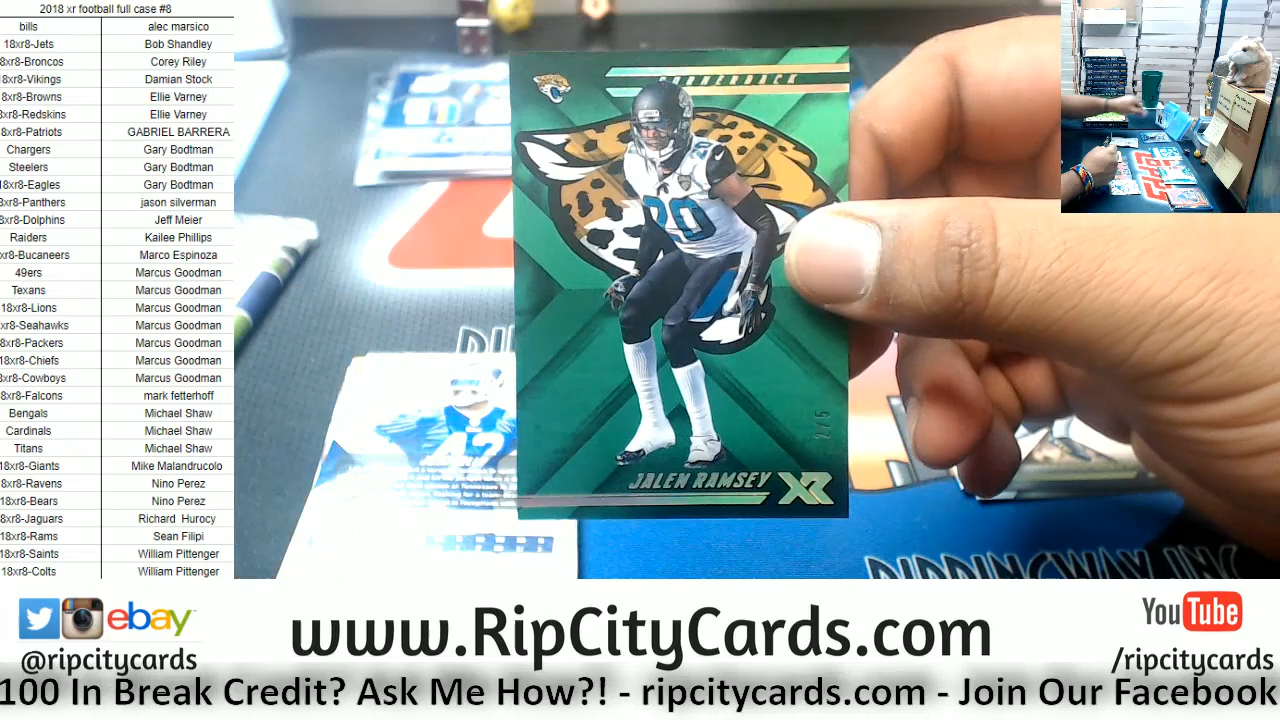 2018 xr football full case #8
bills alec marsico
18xr8-Jets Bob Shandley
8xr8-Broncos Corey Riley
18xr8-Vikings Damian Stock
8xr8-Browns Ellie Varney
8xr8-Redskins Ellie Varney
8xr8-Patriots GABRIEL BARRERA
Chargers Gary Bodtman
Steelers Gary Bodtman
18xr8-Eagles Gary Bodtman
8xr8-Panthers jason silverman
8xr8-Dolphins Jeff Meier
Raiders Kailee Phillips
xr8-Bucaneers Marco Espinoza
49ers Marcus Goodman
Texans Marcus Goodman
18xr8-Lions Marcus Goodman
xr8-Seahawks Marcus Goodman
8xr8-Packers Marcus Goodman
18xr8-Chiefs Marcus Goodman
8xr8-Cowboys Marcus Goodman
8xr8-Falcons mark fetterhoff
Bengals Michael Shaw
Cardinals Michael Shaw
Titans Michael Shaw
18xr8-Giants Mike Malandrucolo
8xr8-Ravens Nino Perez
18xr8-Bears Nino Perez
8xr8-Jaguars Richard Hurocy
18xr8-Rams Sean Filipi
18xr8-Saints William Pittenger
18xr8-Colts William Pittenger
CORNERBACK
20
20
2/5
JALEN RAMSEY XR
42
ebay
@ripcitycards
www.RipCityCards.com
YouTube
/ripcitycards
100 In Break Credit? Ask Me How?! - ripcitycards.com - Join Our Facebook